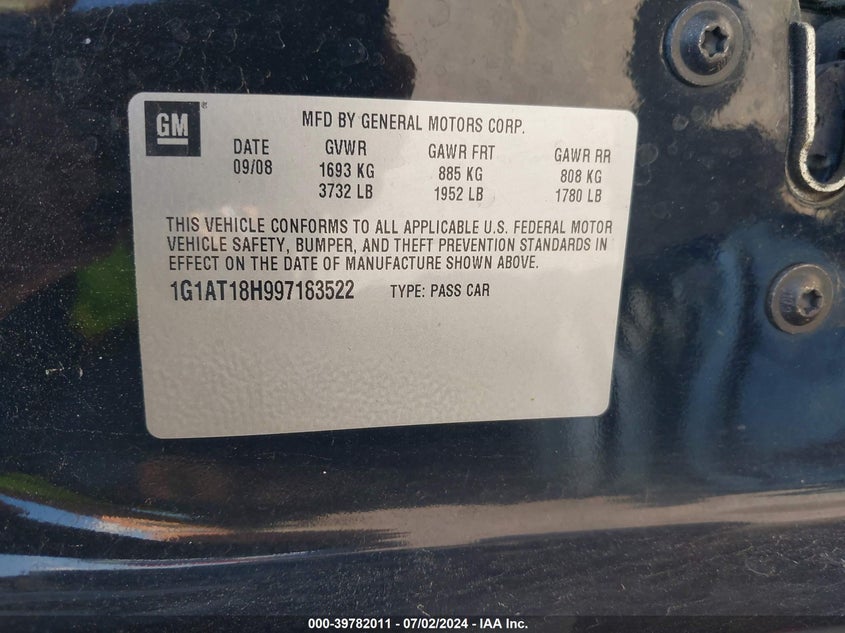 GM ®
MFD BY GENERAL MOTORS CORP.
DATE GVWR GAWR FRT GAWR RR
09/08 1693 KG 885 KG 808 KG
3732 LB 1952 LB 1780 LB
THIS VEHICLE CONFORMS TO ALL APPLICABLE U.S. FEDERAL MOTOR
VEHICLE SAFETY, BUMPER, AND THEFT PREVENTION STANDARDS IN
EFFECT ON THE DATE OF MANUFACTURE SHOWN ABOVE.
1G1AT18H997183522 TYPE: PASS CAR
000-39782011 - 07/02/2024 - IAA Inc.